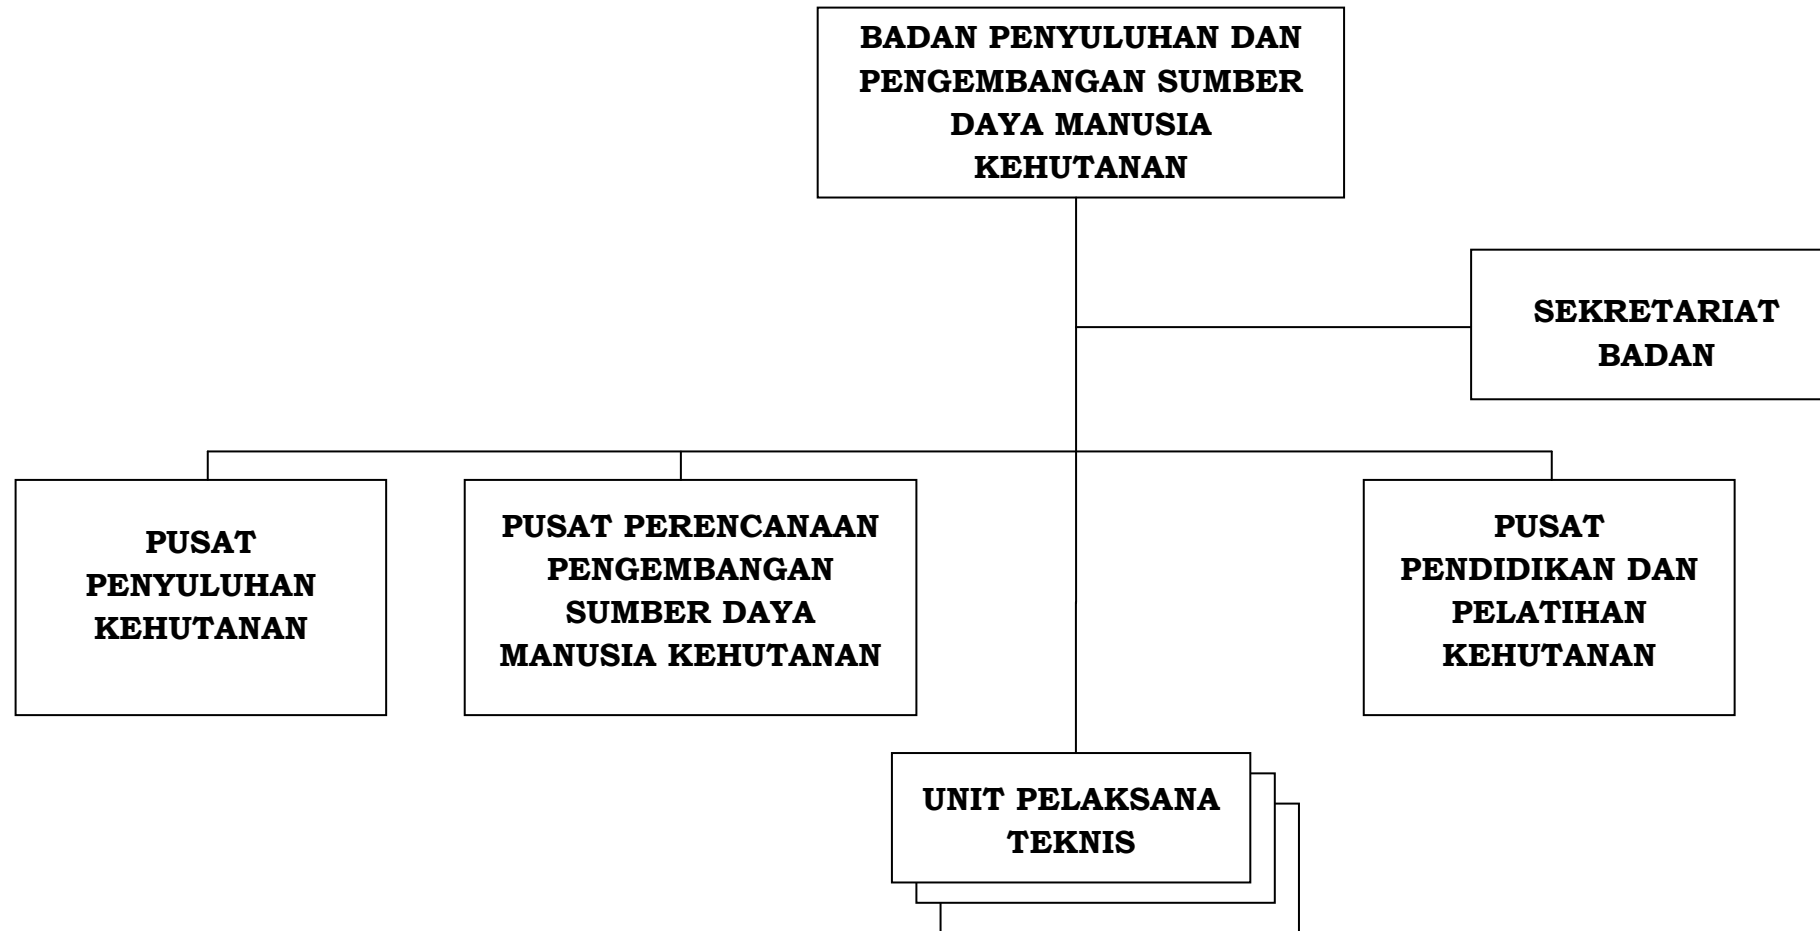 BADAN PENYULUHAN DAN
PENGEMBANGAN SUMBER
DAYA MANUSIA
KEHUTANAN
SEKRETARIAT
BADAN
PUSAT
PENYULUHAN
KEHUTANAN
PUSAT PERENCANAAN
PENGEMBANGAN
SUMBER DAYA
MANUSIA KEHUTANAN
PUSAT
PENDIDIKAN DAN
PELATIHAN
KEHUTANAN
UNIT PELAKSANA
TEKNIS